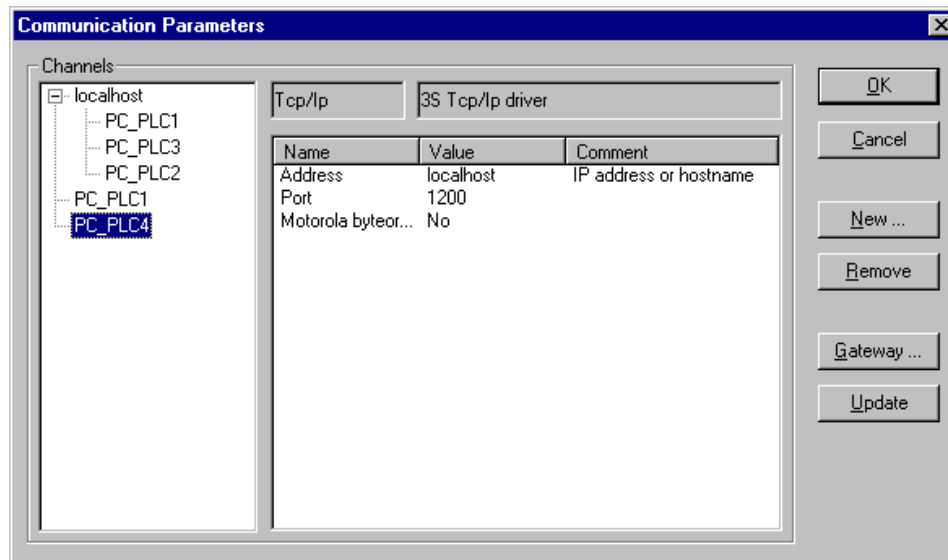 Communication Parameters
Channels
localhost
PC_PLC1
PC_PLC3
PC_PLC2
PC_PLC1
PC_PLC4
Tcp/Ip 3S Tcp/Ip driver
Name Value Comment
Address localhost IP address or hostname
Port 1200
Motorola byteor... No
OK
Cancel
New ...
Remove
Gateway ...
Update